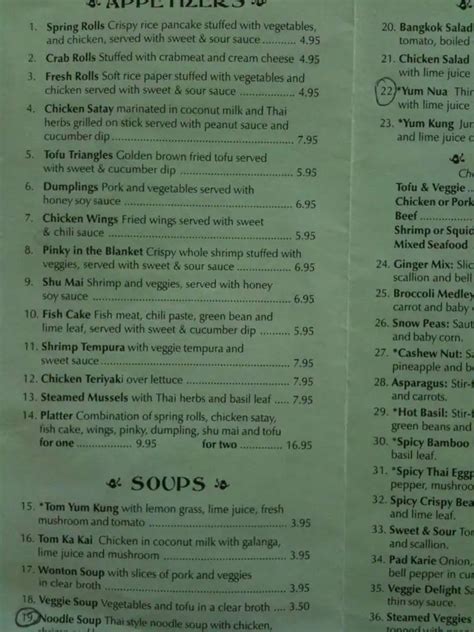 APPETIZERS
1. Spring Rolls Crispy rice pancake stuffed with vegetables,
and chicken, served with sweet & sour sauce ............ 4.95
2. Crab Rolls Stuffed with crabmeat and cream cheese 4.95
3. Fresh Rolls Soft rice paper stuffed with vegetables and
chicken served with sweet & sour sauce ................... 4.95
4. Chicken Satay marinated in coconut milk and Thai
herbs grilled on stick served with peanut sauce and
cucumber dip ................................................ 7.95
5. Tofu Triangles Golden brown fried tofu served
with sweet & cucumber dip ............................... 5.95
6. Dumplings Pork and vegetables served with
honey soy sauce ............................................ 5.95
7. Chicken Wings Fried wings served with sweet
& chili sauce ................................................ 5.95
8. Pinky in the Blanket Crispy whole shrimp stuffed with
veggies, served with sweet & sour sauce ............. 5.95
9. Shu Mai Shrimp and veggies, served with honey
soy sauce .................................................... 5.95
10. Fish Cake Fish meat, chili paste, green bean and
lime leaf, served with sweet & cucumber dip ....... 5.50
11. Shrimp Tempura with veggie tempura and
sweet sauce ................................................. 7.95
12. Chicken Teriyaki over lettuce ............................ 7.95
13. Steamed Mussels with Thai herbs and basil leaf .. 7.95
14. Platter Combination of spring rolls, chicken satay,
fish cake, wings, pinky, dumpling, shu mai and tofu
for one ................ 9.95 for two ............... 16.95
SOUPS
15. *Tom Yum Kung with lemon grass, lime juice, fresh
mushroom and tomato .................................... 3.95
16. Tom Ka Kai Chicken in coconut milk with galanga,
lime juice and mushroom ................................. 3.95
17. Wonton Soup with slices of pork and veggies
in clear broth ............................................... 3.95
18. Veggie Soup Vegetables and tofu in a clear broth .... 3.50
19. Noodle Soup Thai style noodle soup with chicken,
20. Bangkok Salad
tomato, boiled
21. Chicken Salad
with lime juice
22. *Yum Nua
with lime juice
23. *Yum Kung
and lime juice
Tofu & Veggie ..
Chicken or Pork
Beef ................
Shrimp or Squid
Mixed Seafood
24. Ginger Mix:
scallion and bell
25. Broccoli Medley
carrot and baby
26. Snow Peas:
and baby corn.
27. *Cashew Nut:
pineapple and
28. Asparagus: Stir-
and carrot.
29. *Hot Basil: Stir-
green beans and
30. *Spicy Bamboo
basil leaf.
31. *Spicy Thai
pepper, mushroom
32. Spicy Crispy
and basil leaf.
33. Sweet & Sour
and scallion.
34. Pad Karie Onion,
bell pepper in
35. Veggie Delight
thin soy sauce
36. Steamed Vegetables